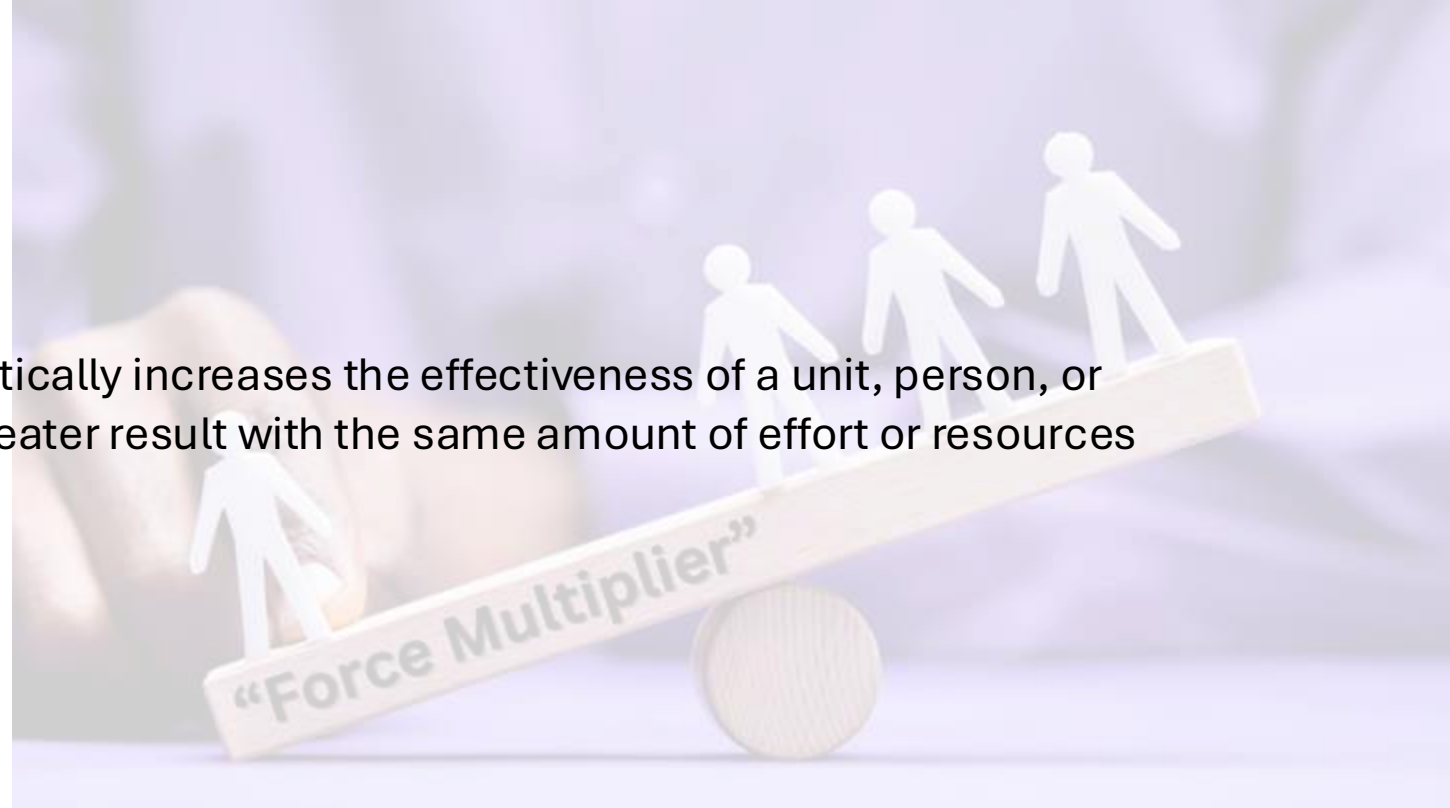 tically increases the effectiveness of a unit, person, or
eater result with the same amount of effort or resources
“Force Multiplier”